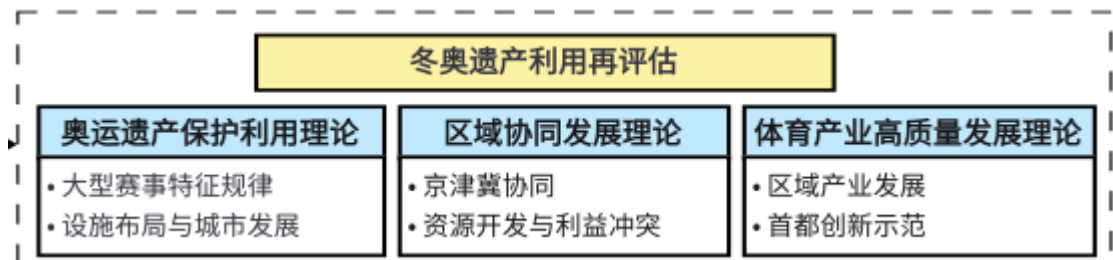 冬奥遗产利用再评估
奥运遗产保护利用理论
• 大型赛事特征规律
• 设施布局与城市发展
区域协同发展理论
• 京津冀协同
• 资源开发与利益冲突
体育产业高质量发展理论
• 区域产业发展
• 首都创新示范